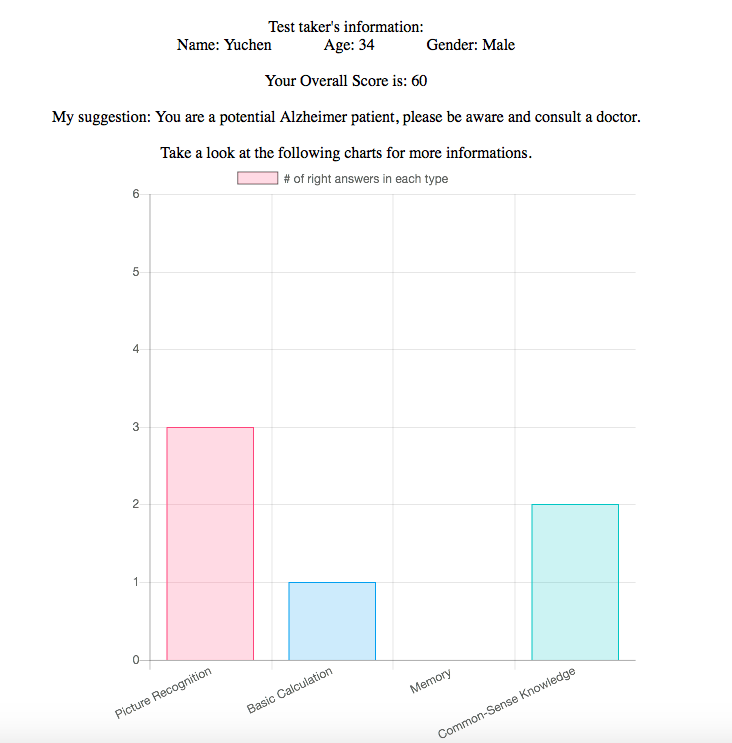 Test taker's information:
Name: Yuchen Age: 34 Gender: Male
Your Overall Score is: 60
My suggestion: You are a potential Alzheimer patient, please be aware and consult a doctor.
Take a look at the following charts for more informations.
# of right answers in each type
6
5
4
3
2
1
0
Picture Recognition
Basic Calculation
Memory
Common-Sense Knowledge